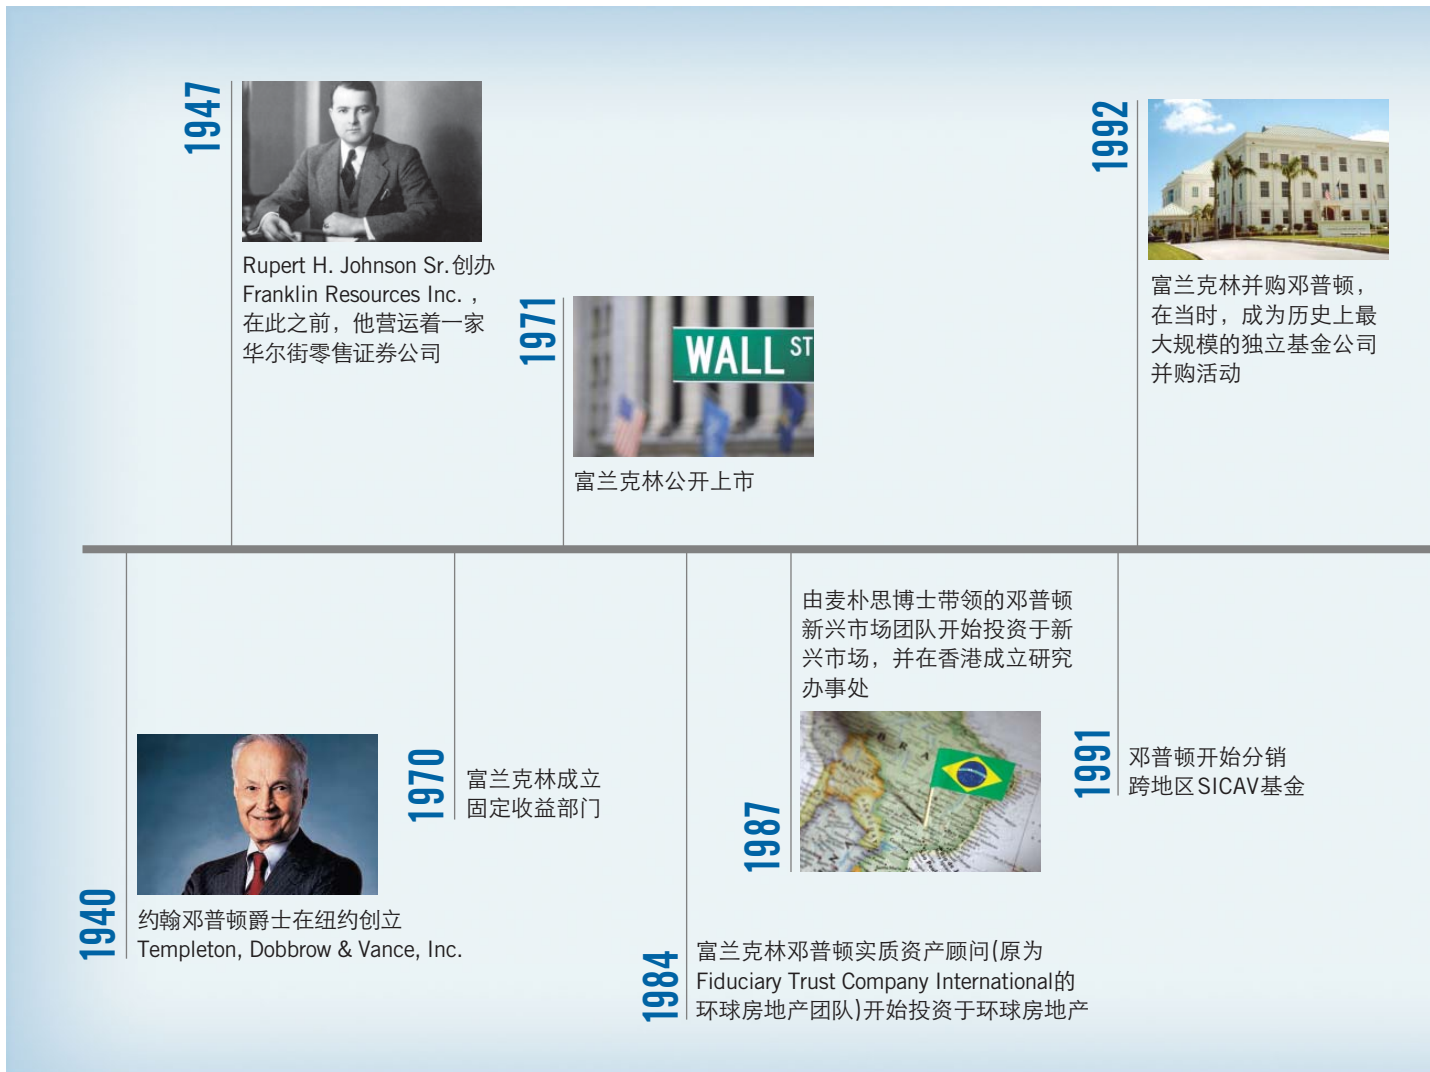 1947
Rupert H. Johnson Sr.创办
Franklin Resources Inc.，
在此之前，他营运着一家
华尔街零售证券公司
1971
WALL ST
富兰克林公开上市
1992
富兰克林并购邓普顿，
在当时，成为历史上最
大规模的独立基金公司
并购活动
1940
约翰邓普顿爵士在纽约创立
Templeton, Dobbrow & Vance, Inc.
1970
富兰克林成立
固定收益部门
1984
富兰克林邓普顿实质资产顾问(原为
Fiduciary Trust Company International的
环球房地产团队)开始投资于环球房地产
1987
由麦朴思博士带领的邓普顿
新兴市场团队开始投资于新
兴市场，并在香港成立研究
办事处
BRA
1991
邓普顿开始分销
跨地区SICAV基金